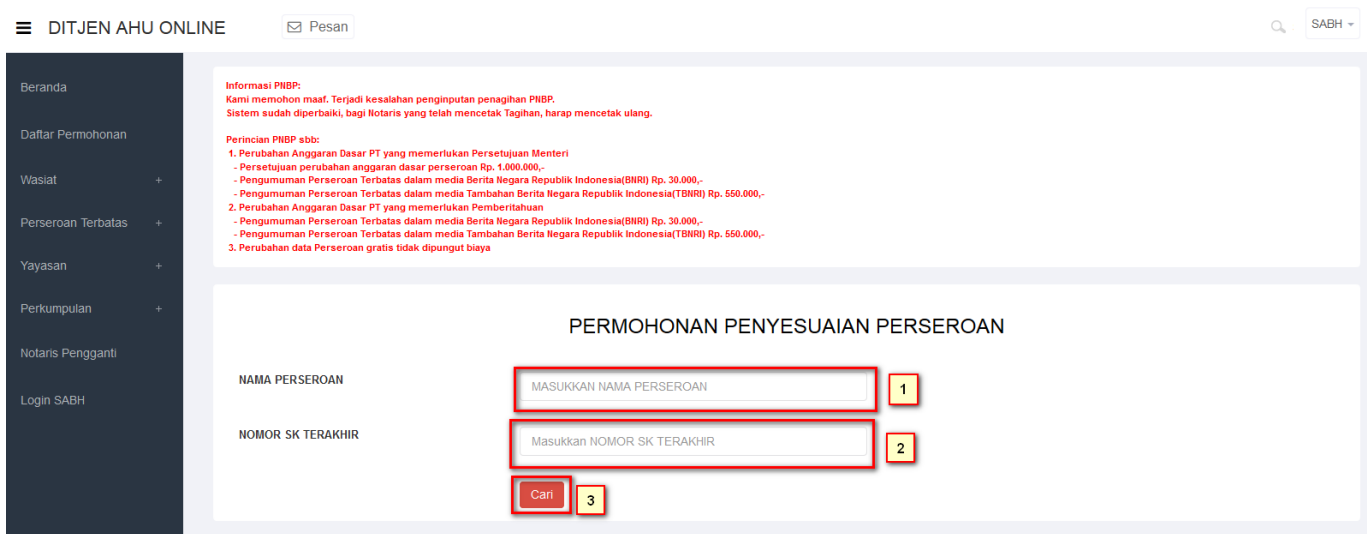 DITJEN AHU ONLINE
Pesan
SABH
Beranda
Daftar Permohonan
Wasiat +
Perseroan Terbatas +
Yayasan +
Perkumpulan +
Notaris Pengganti
Login SABH
Informasi PNBP:
Kami memohon maaf. Terjadi kesalahan penginputan penagihan PNBP.
Sistem sudah diperbaiki, bagi Notaris yang telah mencetak Tagihan, harap mencetak ulang.
Perincian PNBP sbb:
1. Perubahan Anggaran Dasar PT yang memerlukan Persetujuan Menteri
- Persetujuan perubahan anggaran dasar perseroan Rp. 1.000.000,-
- Pengumuman Perseroan Terbatas dalam media Berita Negara Republik Indonesia(BNRI) Rp. 30.000,-
- Pengumuman Perseroan Terbatas dalam media Tambahan Berita Negara Republik Indonesia(TBNRI) Rp. 550.000,-
2. Perubahan Anggaran Dasar PT yang memerlukan Pemberitahuan
- Pengumuman Perseroan Terbatas dalam media Berita Negara Republik Indonesia(BNRI) Rp. 30.000,-
- Pengumuman Perseroan Terbatas dalam media Tambahan Berita Negara Republik Indonesia(TBNRI) Rp. 550.000,-
3. Perubahan data Perseroan gratis tidak dipungut biaya
PERMOHONAN PENYESUAIAN PERSEROAN
NAMA PERSEROAN
MASUKKAN NAMA PERSEROAN
1
NOMOR SK TERAKHIR
Masukkan NOMOR SK TERAKHIR
2
Cari
3